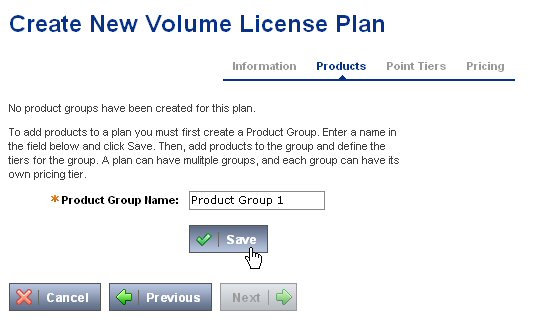 Create New Volume License Plan
Information Products Point Tiers Pricing
No product groups have been created for this plan.
To add products to a plan you must first create a Product Group. Enter a name in
the field below and click Save. Then, add products to the group and define the
tiers for the group. A plan can have mulitple groups, and each group can have its
own pricing tier.
*Product Group Name: Product Group 1
Save
Cancel Previous Next